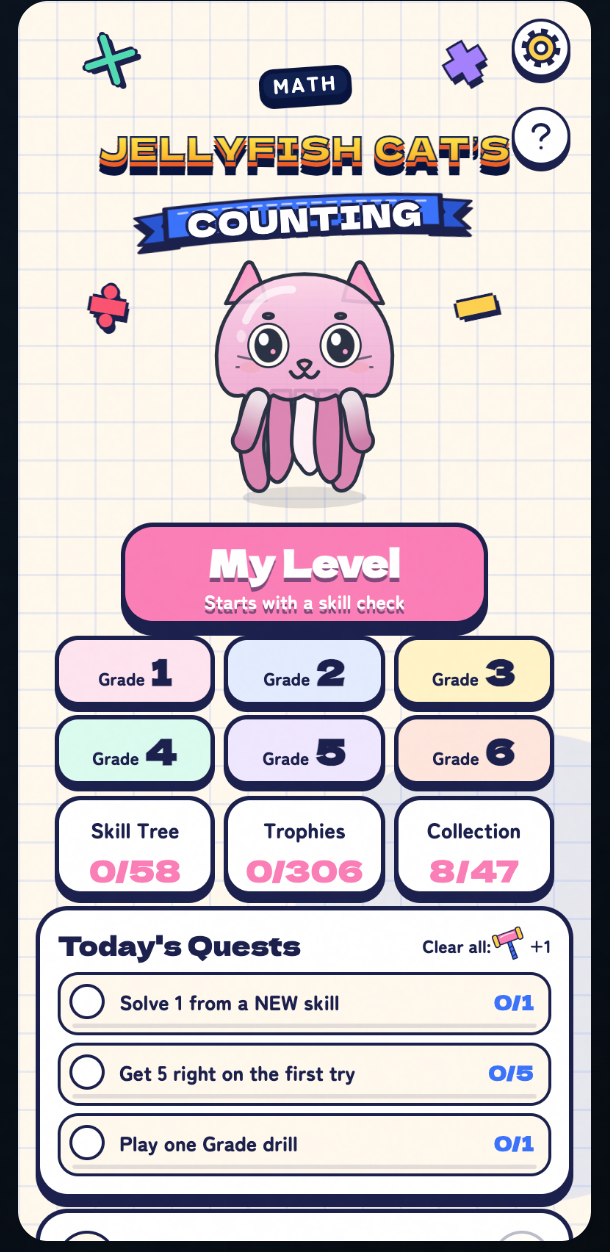 MATH
?
JELLYFISH CAT'S
COUNTING
My Level
Starts with a skill check
Grade 1
Grade 2
Grade 3
Grade 4
Grade 5
Grade 6
Skill Tree
0/58
Trophies
0/306
Collection
8/47
Today's Quests
Clear all: +1
Solve 1 from a NEW skill 0/1
Get 5 right on the first try 0/5
Play one Grade drill 0/1